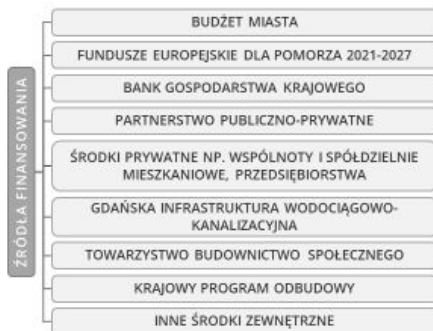 ŹRÓDŁA FINANSOWANIA
BUDŻET MIASTA
FUNDUSZE EUROPEJSKIE DLA POMORZA 2021-2027
BANK GOSPODARSTWA KRAJOWEGO
PARTNERSTWO PUBLICZNO-PRYWATNE
ŚRODKI PRYWATNE NP. WSPÓLNOTY I SPÓŁDZIELNIE
MIESZKANIOWE, PRZEDSIĘBIORSTWA
GDAŃSKA INFRASTRUKTURA WODOCIĄGOWO-
KANALIZACYJNA
TOWARZYSTWO BUDOWNICTWO SPOŁECZNEGO
KRAJOWY PROGRAM ODBUDOWY
INNE ŚRODKI ZEWNĘTRZNE